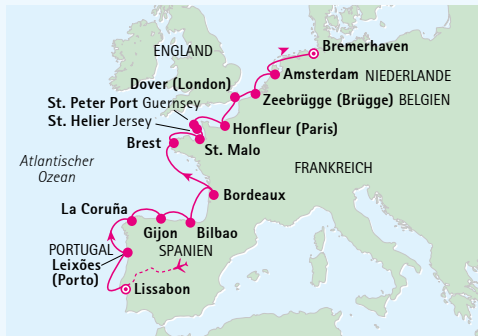 Bremerhaven
ENGLAND
Amsterdam
NIEDERLANDE
Dover (London)
Zeebrügge (Brügge)
BELGIEN
St. Peter Port Guernsey
St. Helier Jersey
Honfleur (Paris)
Brest
St. Malo
Atlantischer
Ozean
FRANKREICH
Bordeaux
La Coruña
Gijon
Bilbao
PORTUGAL
SPANIEN
Leixões
(Porto)
Lissabon